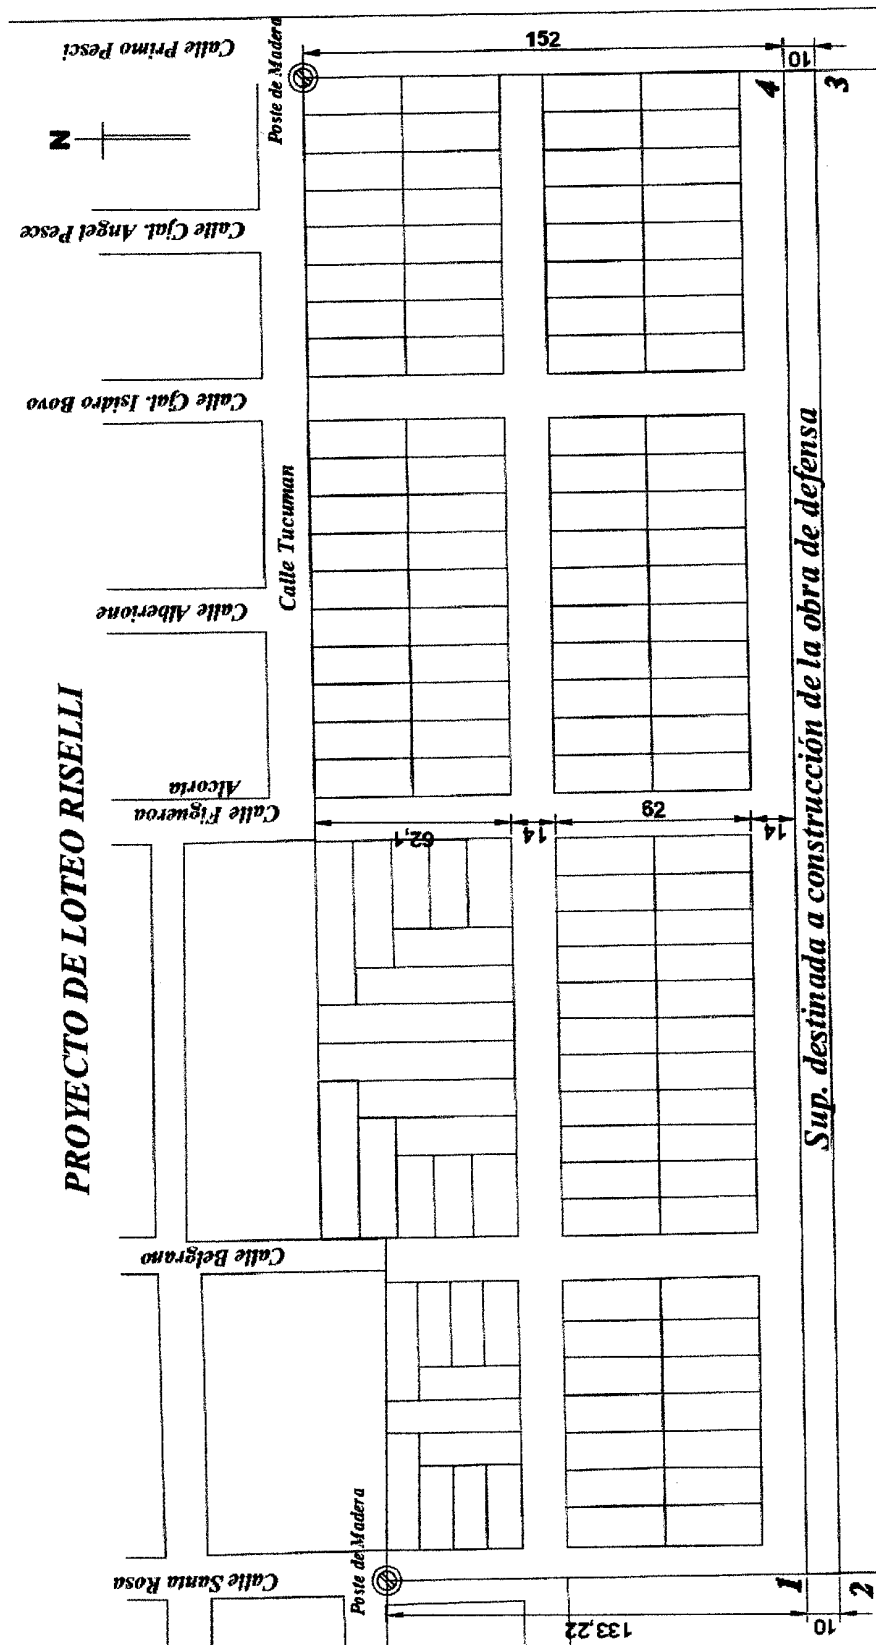 PROYECTO DE LOTEO RISELLI
N
Calle Santa Rosa
Calle Belgrano
Calle Figueroa
Alcorta
Calle Alberione
Calle Cjal. Isidro Bovo
Calle Cjal. Angel Pesce
Calle Primo Pesci
Poste de Madera
Calle Tucuman
Poste de Madera
133,22
10
1
2
62,1
14
62
14
152
10
4
3
Sup. destinada a construcción de la obra de defensa